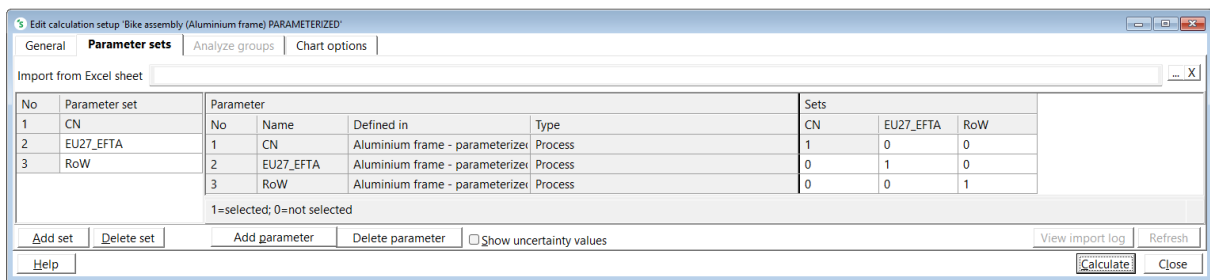 Edit calculation setup 'Bike assembly (Aluminium frame) PARAMETERIZED'
General Parameter sets Analyze groups Chart options
Import from Excel sheet ... X
No Parameter set Parameter Sets
1 CN No Name Defined in Type CN EU27_EFTA RoW
2 EU27_EFTA 1 CN Aluminium frame - parameterize Process 1 0 0
3 RoW 2 EU27_EFTA Aluminium frame - parameterize Process 0 1 0
3 RoW Aluminium frame - parameterize Process 0 0 1
1=selected; 0=not selected
Add set Delete set Add parameter Delete parameter Show uncertainty values View import log Refresh
Help Calculate Close